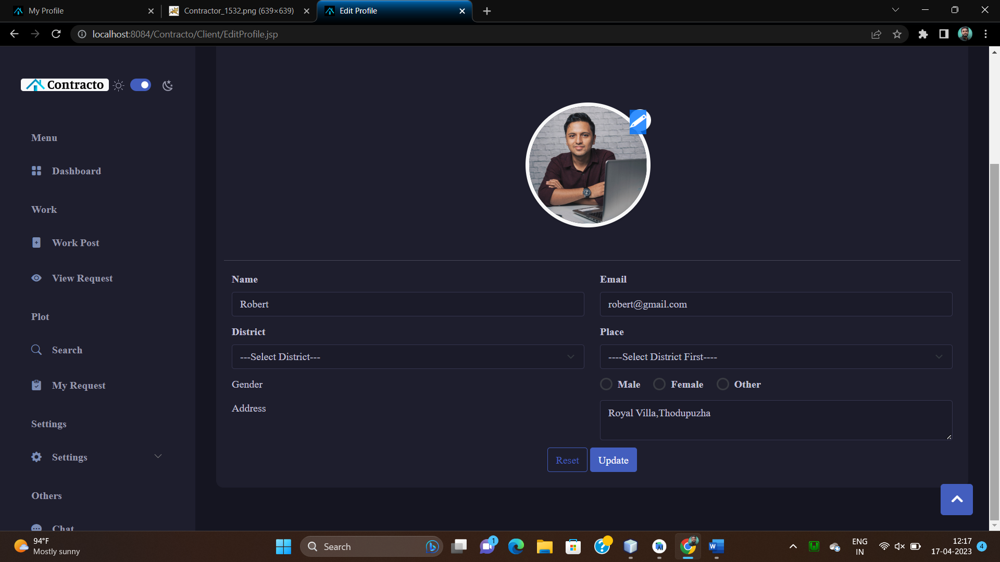 My Profile
Contractor_1532.png (639×639)
Edit Profile
localhost:8084/Contracto/Client/EditProfile.jsp
Contracto
Menu
Dashboard
Work
Work Post
View Request
Plot
Search
My Request
Settings
Settings
Others
Chat
Name
Email
Robert
robert@gmail.com
District
Place
---Select District---
----Select District First----
Gender
Male
Female
Other
Address
Royal Villa,Thodupuzha
Reset
Update
94°F
Mostly sunny
Search
1
W
ENG
IN
12:17
17-04-2023
4